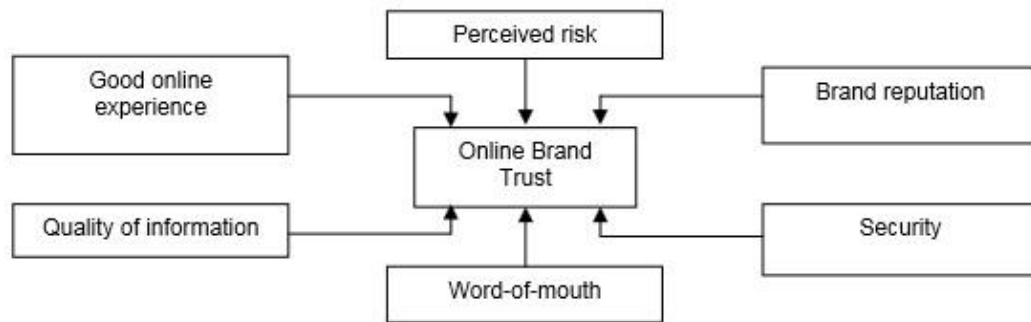 Perceived risk
Good online
experience
Brand reputation
Online Brand
Trust
Quality of information
Security
Word-of-mouth